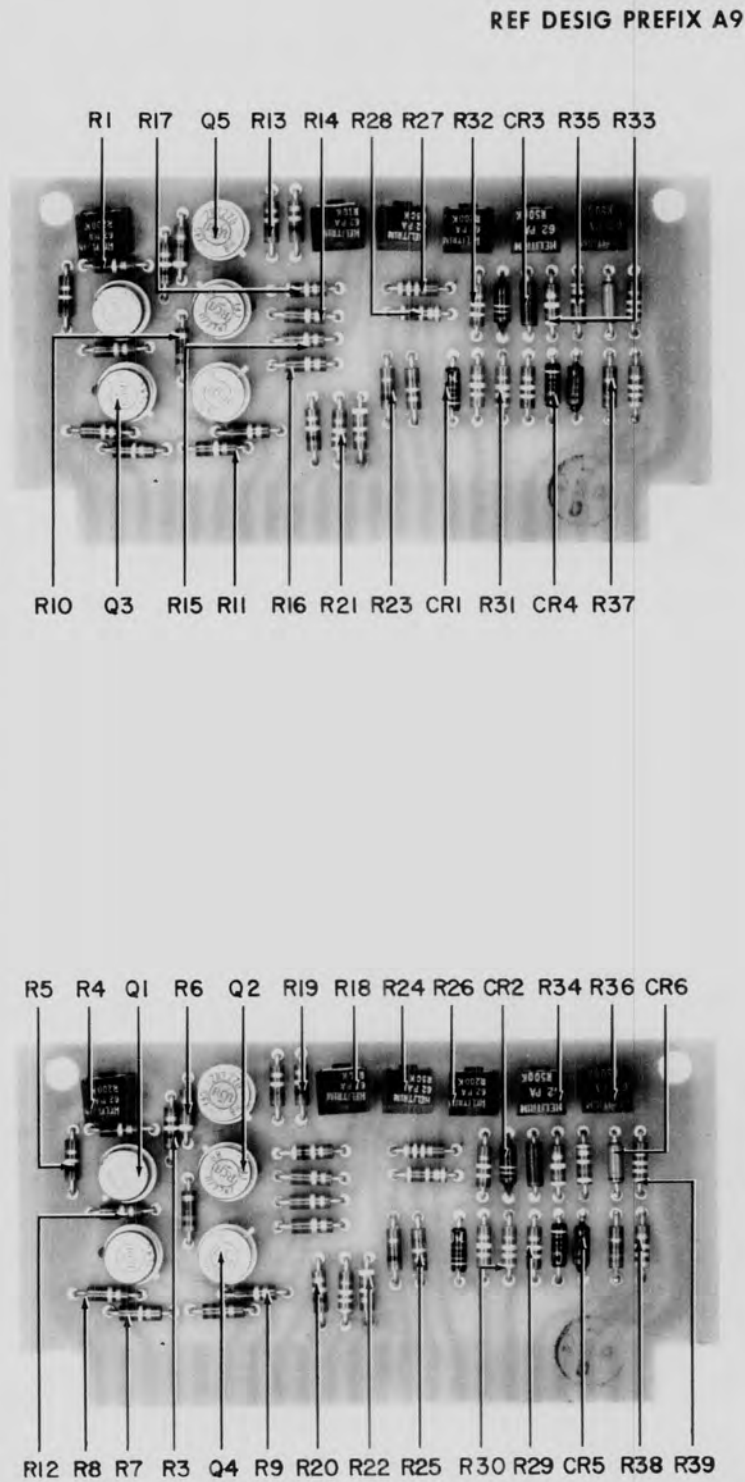 REF DESIG PREFIX A9
R1 R17 Q5 R13 R14 R28 R27 R32 CR3 R35 R33
R10 Q3 R15 R11 R16 R21 R23 CR1 R31 CR4 R37
R5 R4 Q1 R6 Q2 R19 R18 R24 R26 CR2 R34 R36 CR6
R12 R8 R7 R3 Q4 R9 R20 R22 R25 R30 R29 CR5 R38 R39